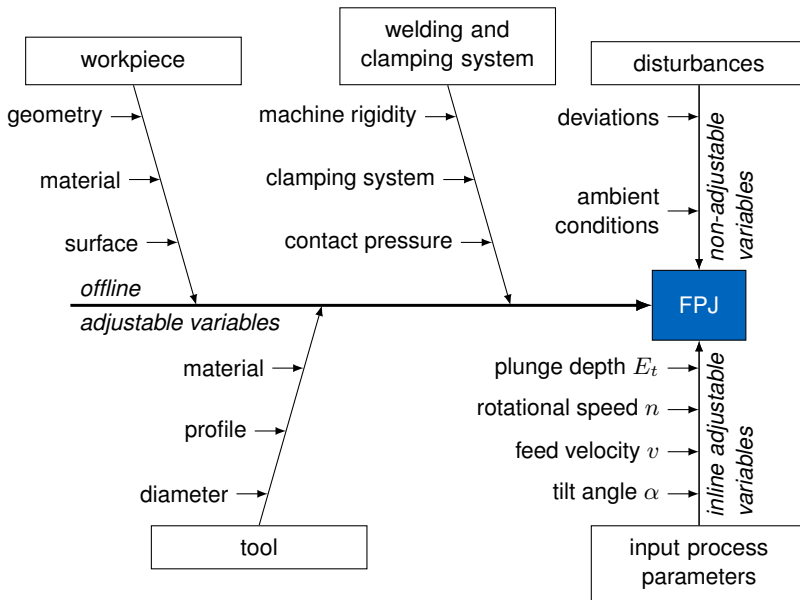 workpiece
welding and
clamping system
disturbances
geometry
material
surface
machine rigidity
clamping system
contact pressure
deviations
ambient
conditions
non-adjustable
variables
offline
adjustable variables
FPJ
material
profile
diameter
tool
plunge depth E_t
rotational speed n
feed velocity v
tilt angle α
inline adjustable
variables
input process
parameters